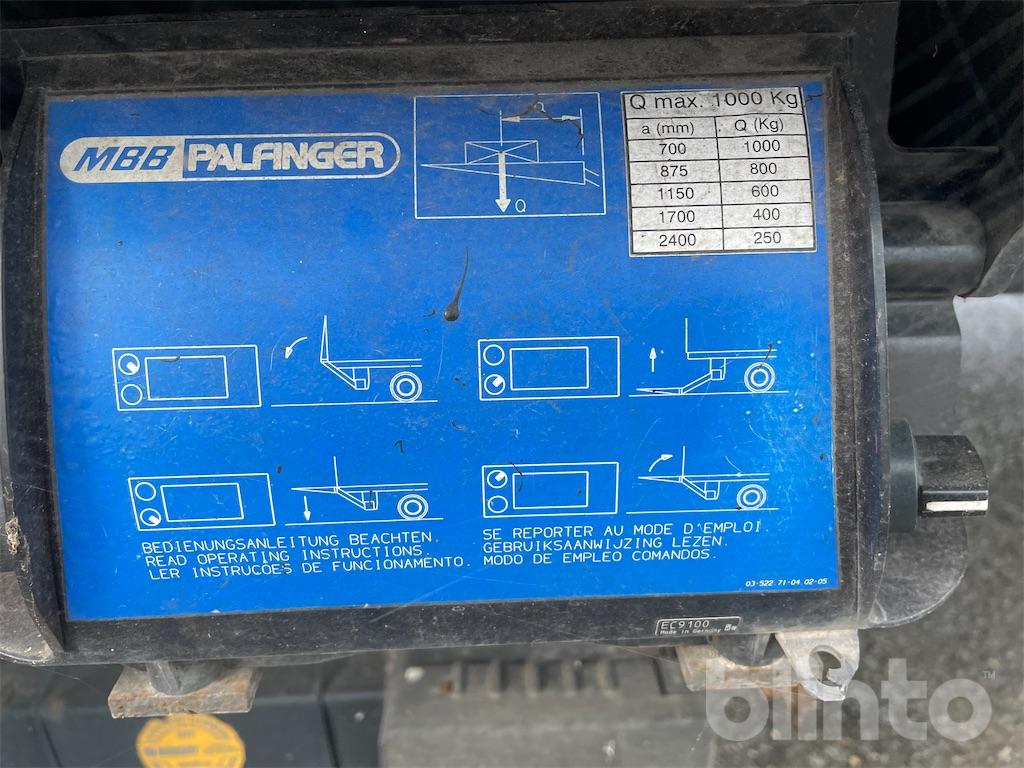 MBB PALFINGER
a
Q
Q max. 1000 Kg
a (mm) Q (Kg)
700 1000
875 800
1150 600
1700 400
2400 250
BEDIENUNGSANLEITUNG BEACHTEN.
READ OPERATING INSTRUCTIONS.
LER INSTRUCOES DE FUNCIONAMENTO.
SE REPORTER AU MODE D'EMPLOI.
GEBRUIKSAANWIJZING LEZEN.
MODO DE EMPLEO COMANDOS.
03-522.71-04.02-05
EC9100
Made in Germany
blinto™